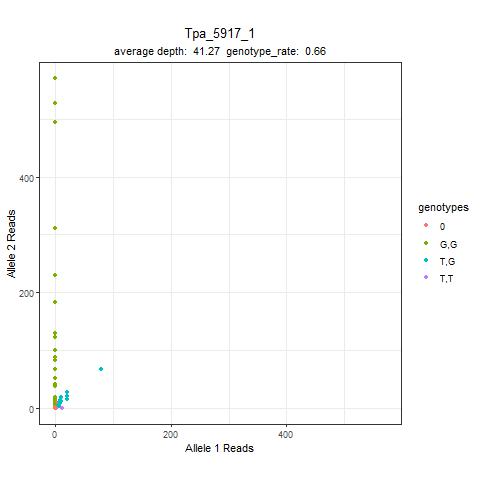 Tpa_5917_1
average depth:  41.27  genotype_rate:  0.66
Allele 2 Reads
400
200
0
0
200
400
Allele 1 Reads
genotypes
0
G,G
T,G
T,T